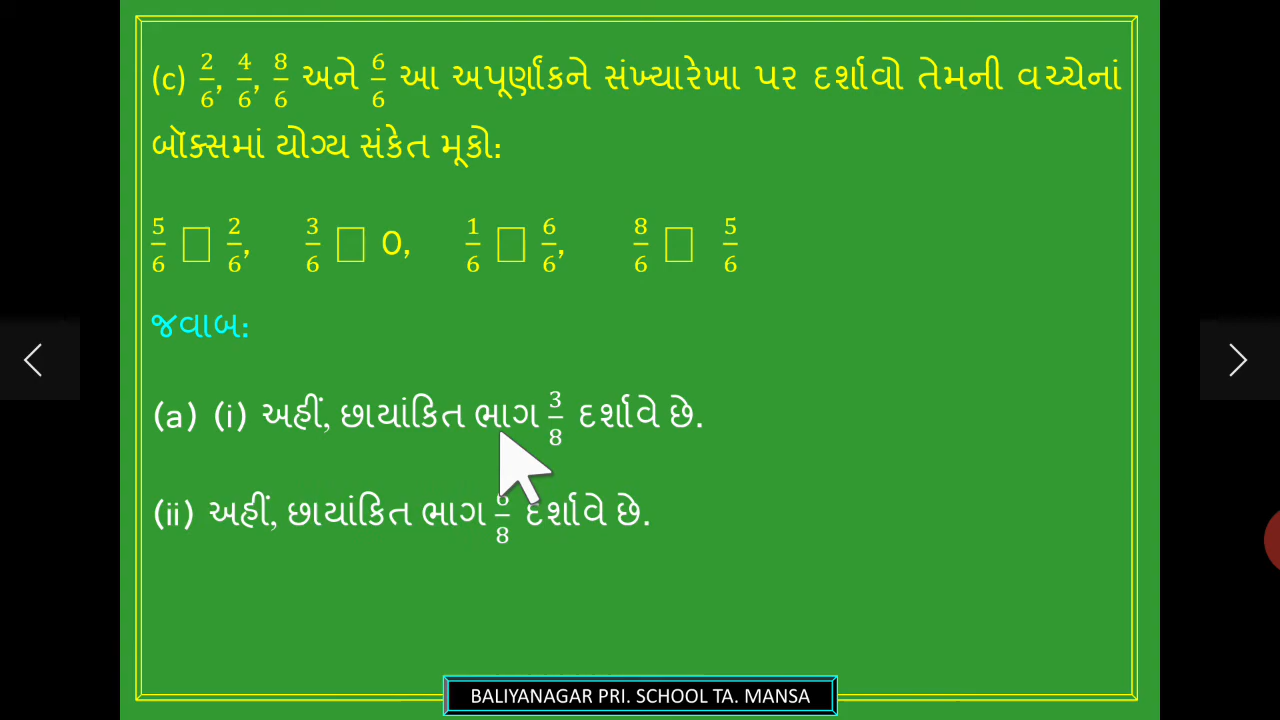 (c) 2/6, 4/6, 8/6 અને 6/6 આ અપૂર્ણાંકને સંખ્યારેખા પર દર્શાવો તેમની વચ્ચેનાં
બૉક્સમાં યોગ્ય સંકેત મૂકો:
5/6 □ 2/6, 3/6 □ 0, 1/6 □ 6/6, 8/6 □ 5/6
જવાબ:
(a) (i) અહીં, છાયાંકિત ભાગ 3/8 દર્શાવે છે.
(ii) અહીં, છાયાંકિત ભાગ 6/8 દર્શાવે છે.
BALIYANAGAR PRI. SCHOOL TA. MANSA